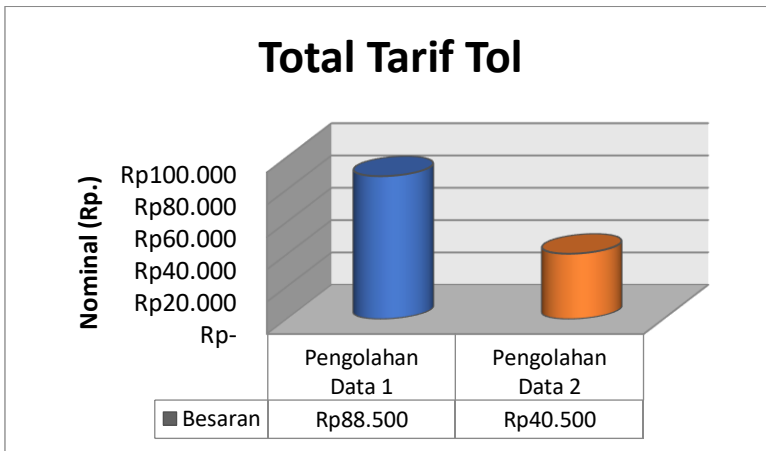 Total Tarif Tol
Nominal (Rp.)
Rp100.000
Rp80.000
Rp60.000
Rp40.000
Rp20.000
Rp-
Pengolahan
Data 1
Pengolahan
Data 2
Besaran
Rp88.500
Rp40.500